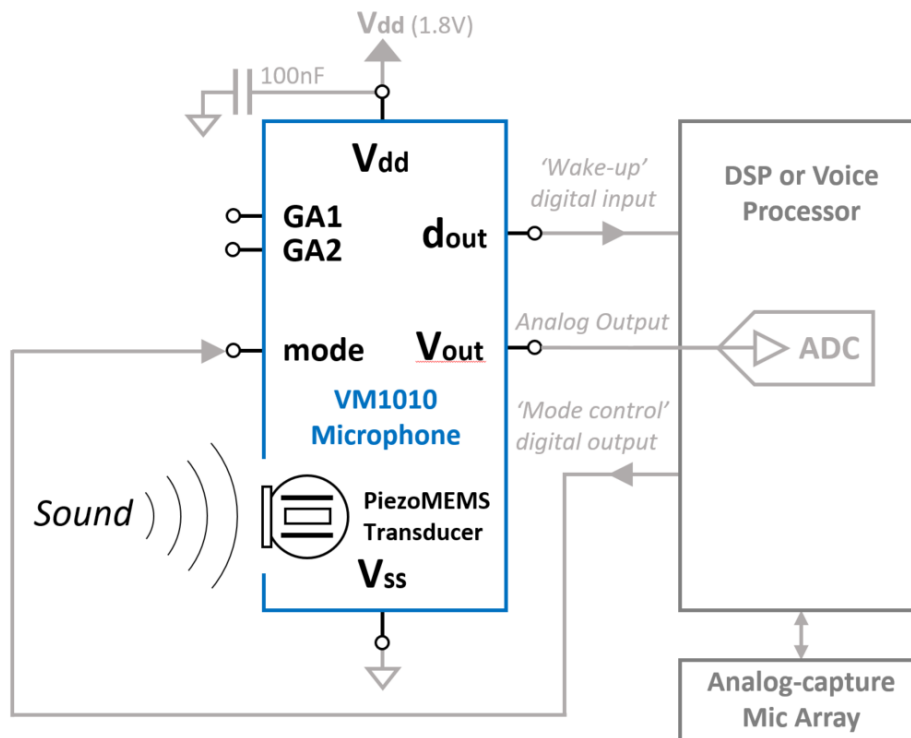 Vdd (1.8V)
100nF
Vdd
GA1
GA2
dout
mode
Vout
VM1010
Microphone
Sound
PiezoMEMS
Transducer
Vss
'Wake-up'
digital input
Analog Output
'Mode control'
digital output
DSP or Voice
Processor
ADC
Analog-capture
Mic Array